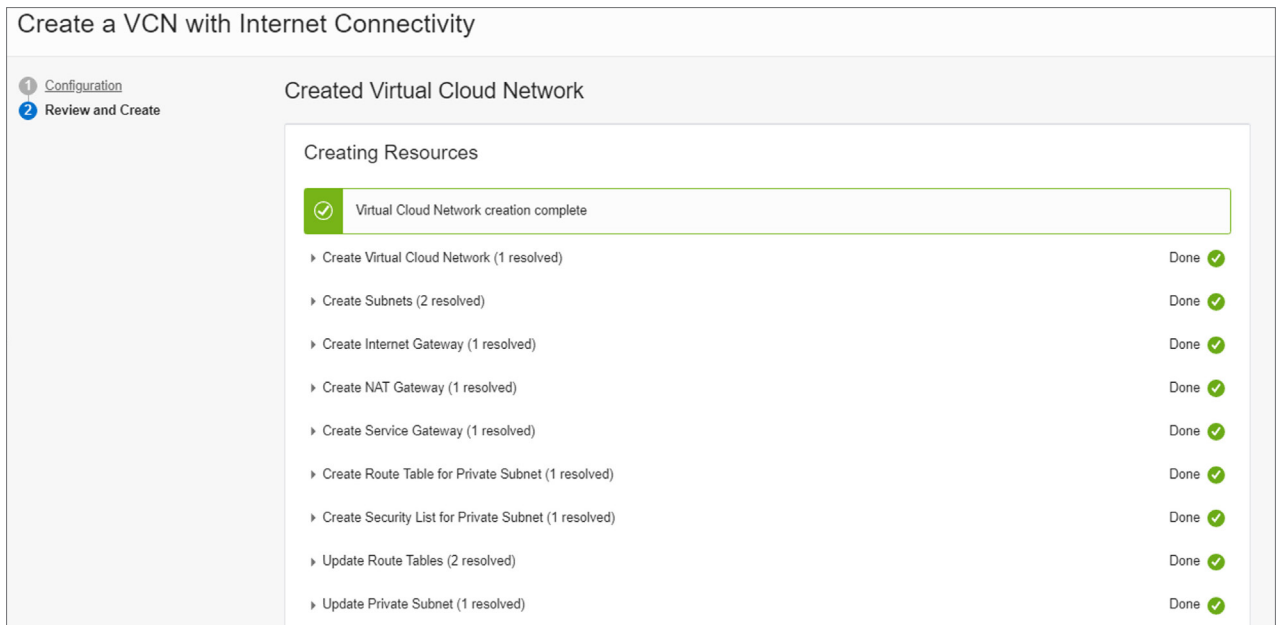 Create a VCN with Internet Connectivity
1 Configuration
2 Review and Create
Created Virtual Cloud Network
Creating Resources
Virtual Cloud Network creation complete
Create Virtual Cloud Network (1 resolved) Done
Create Subnets (2 resolved) Done
Create Internet Gateway (1 resolved) Done
Create NAT Gateway (1 resolved) Done
Create Service Gateway (1 resolved) Done
Create Route Table for Private Subnet (1 resolved) Done
Create Security List for Private Subnet (1 resolved) Done
Update Route Tables (2 resolved) Done
Update Private Subnet (1 resolved) Done